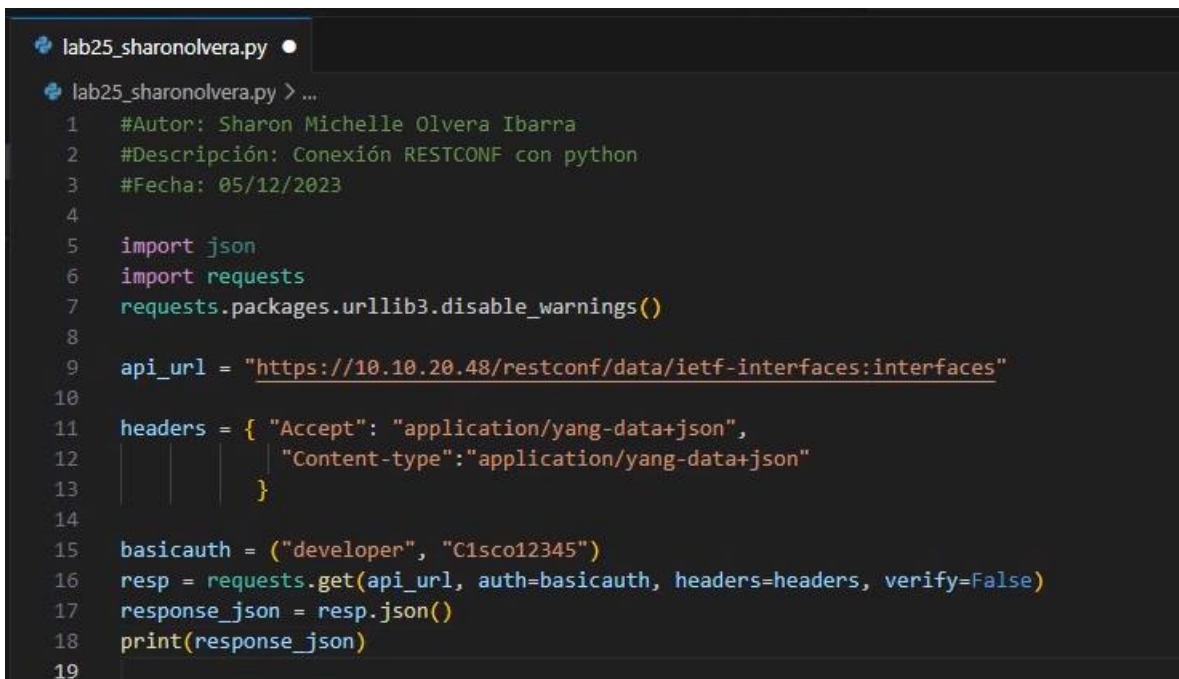 lab25_sharonolvera.py ●
lab25_sharonolvera.py > ...
1 #Autor: Sharon Michelle Olvera Ibarra
2 #Descripción: Conexión RESTCONF con python
3 #Fecha: 05/12/2023
4
5 import json
6 import requests
7 requests.packages.urllib3.disable_warnings()
8
9 api_url = "https://10.10.20.48/restconf/data/ietf-interfaces:interfaces"
10
11 headers = { "Accept": "application/yang-data+json",
12 "Content-type":"application/yang-data+json"
13 }
14
15 basicauth = ("developer", "C1sco12345")
16 resp = requests.get(api_url, auth=basicauth, headers=headers, verify=False)
17 response_json = resp.json()
18 print(response_json)
19